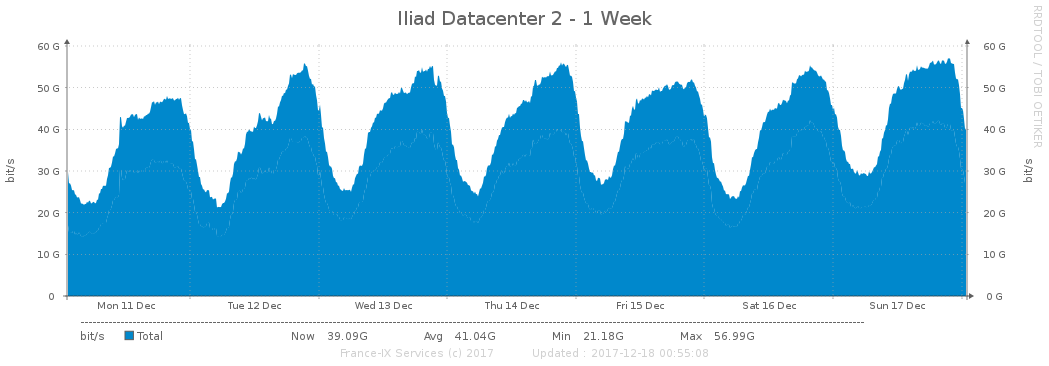 Iliad Datacenter 2 - 1 Week
RRDTOOL / TOBI OETIKER
bit/s
60 G 60 G
50 G 50 G
40 G 40 G
30 G 30 G
20 G 20 G
10 G 10 G
0 0 G
bit/s
Mon 11 Dec Tue 12 Dec Wed 13 Dec Thu 14 Dec Fri 15 Dec Sat 16 Dec Sun 17 Dec
bit/s Total Now 39.09G Avg 41.04G Min 21.18G Max 56.99G
France-IX Services (c) 2017 Updated : 2017-12-18 00:55:08